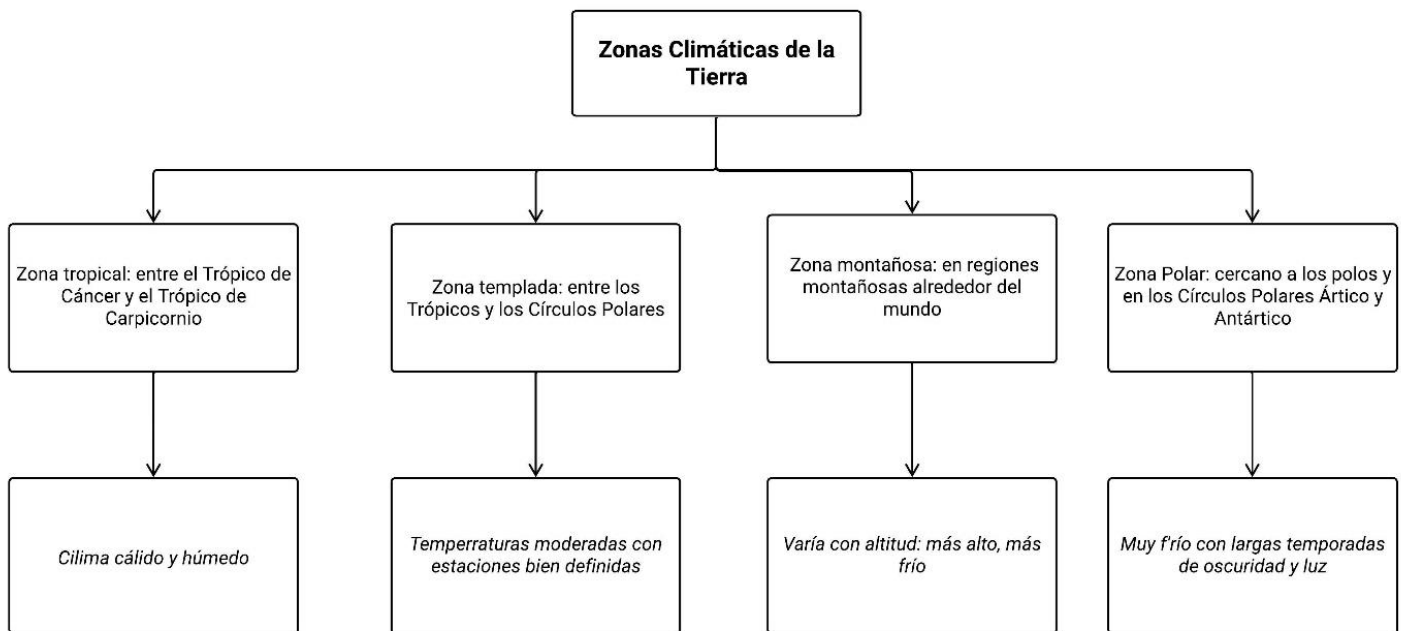 Zonas Climáticas de la
Tierra
Zona tropical: entre el Trópico de
Cáncer y el Trópico de
Carpicornio
Zona templada: entre los
Trópicos y los Círculos Polares
Zona montañosa: en regiones
montañosas alrededor del
mundo
Zona Polar: cercano a los polos y
en los Círculos Polares Ártico y
Antártico
Cilima cálido y húmedo
Temperraturas moderadas con
estaciones bien definidas
Varía con altitud: más alto, más
frío
Muy f'río con largas temporadas
de oscuridad y luz